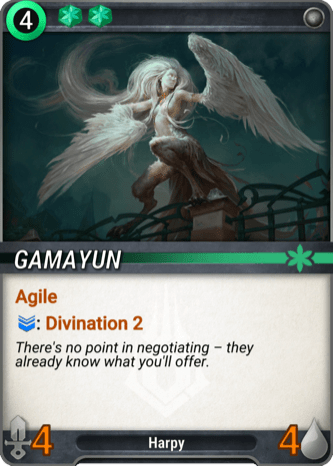 4
GAMAYUN
Agile
: Divination 2
There's no point in negotiating – they
already know what you'll offer.
4 Harpy 4